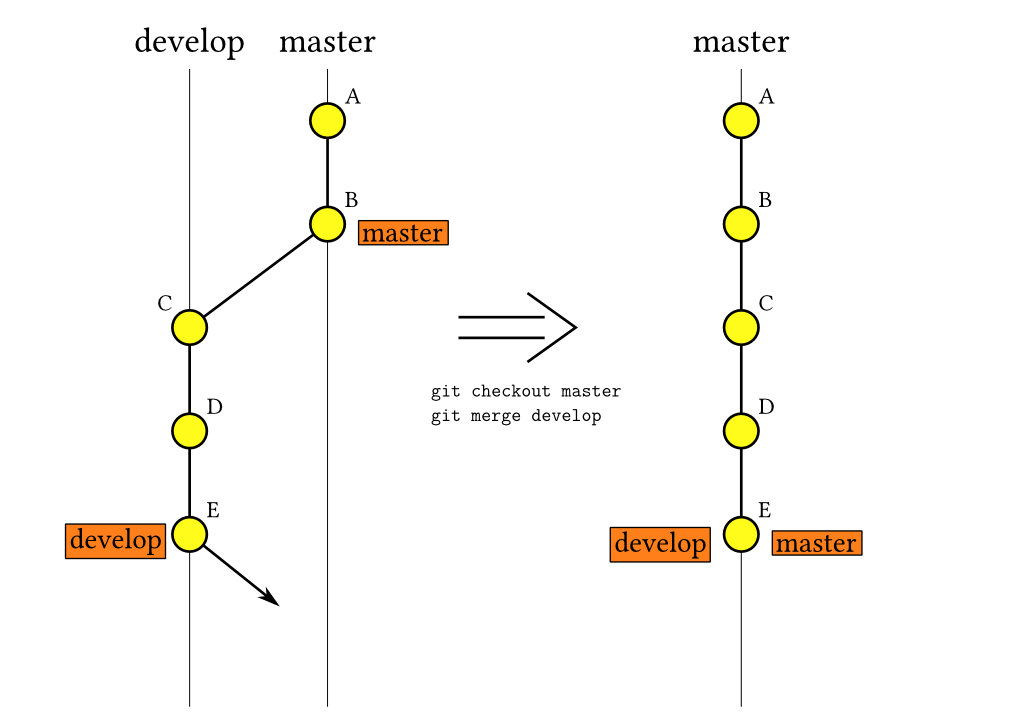 develop master
A
B
master
C
D
E
develop
git checkout master
git merge develop
master
A
B
C
D
E
develop master